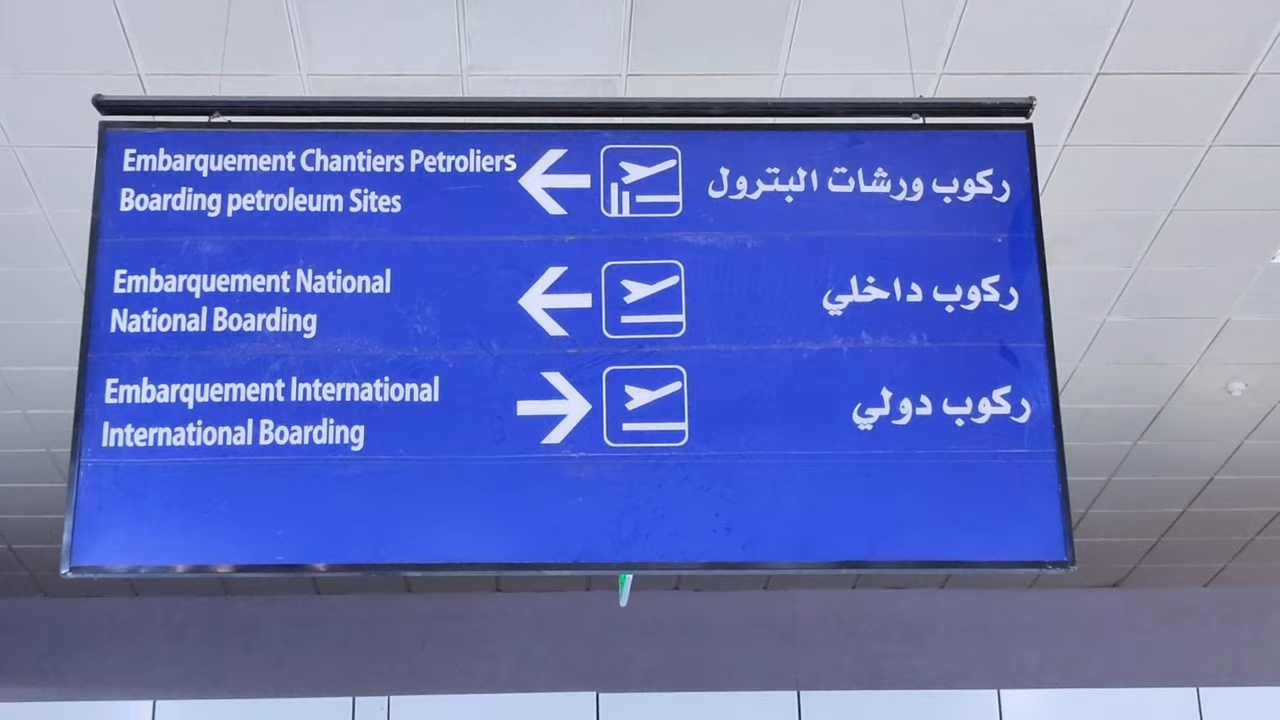 Embarquement Chantiers Petroliers
Boarding petroleum Sites
ركوب ورشات البترول
Embarquement National
National Boarding
ركوب داخلي
Embarquement International
International Boarding
ركوب دولي